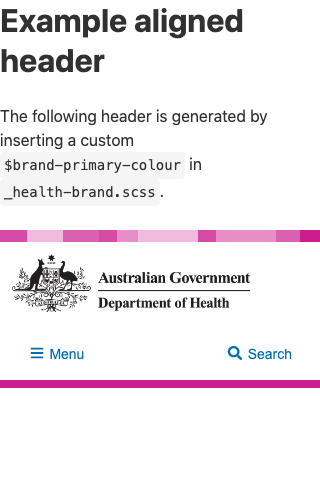 Example aligned
header
The following header is generated by
inserting a custom
$brand-primary-colour in
_health-brand.scss.
Australian Government
Department of Health
Menu
Search